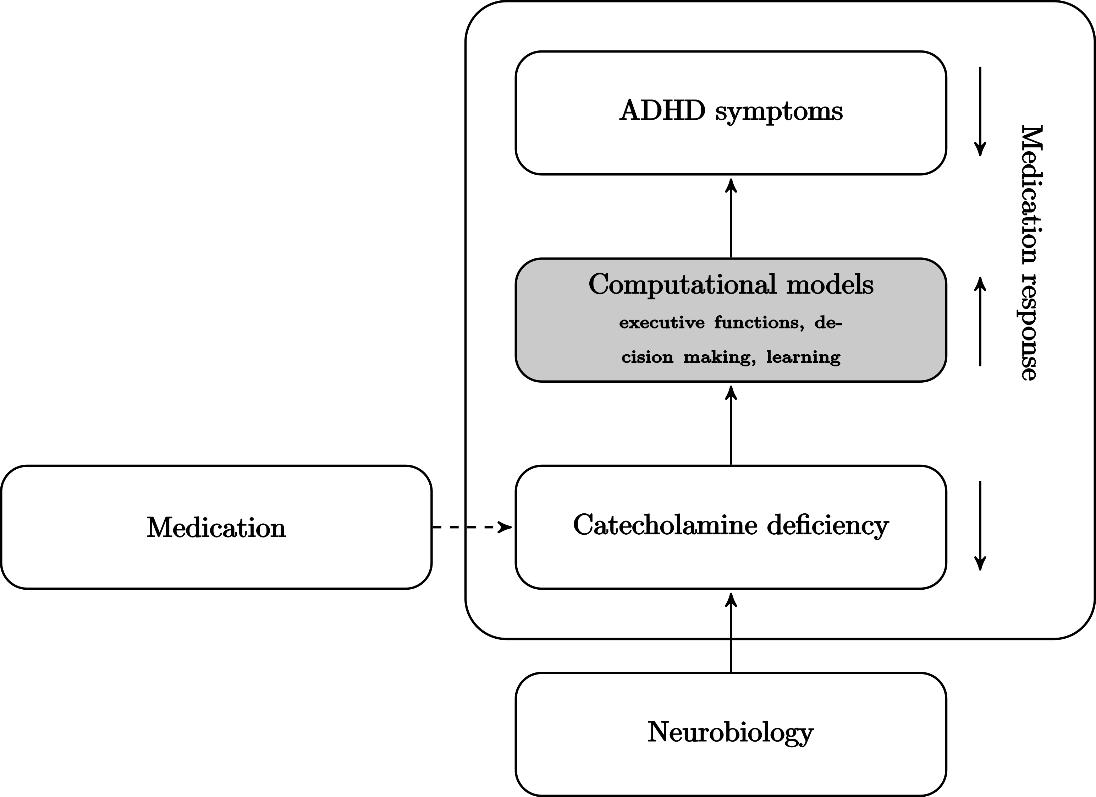 ADHD symptoms
Medication response
Computational models
executive functions, de-
cision making, learning
Medication
Catecholamine deficiency
Neurobiology